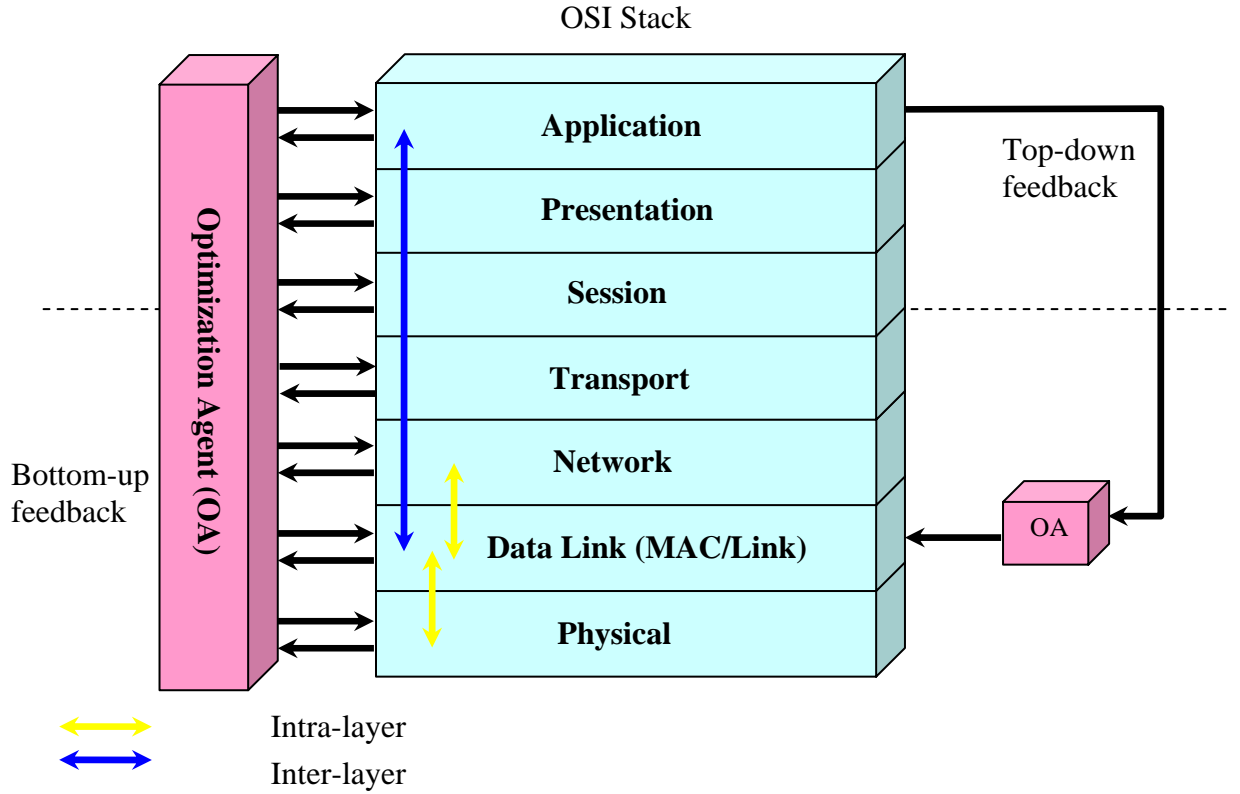 OSI Stack
Application
Top-down
feedback
Presentation
Session
Optimization Agent (OA)
Transport
Network
Bottom-up
feedback
Data Link (MAC/Link)
OA
Physical
Intra-layer
Inter-layer